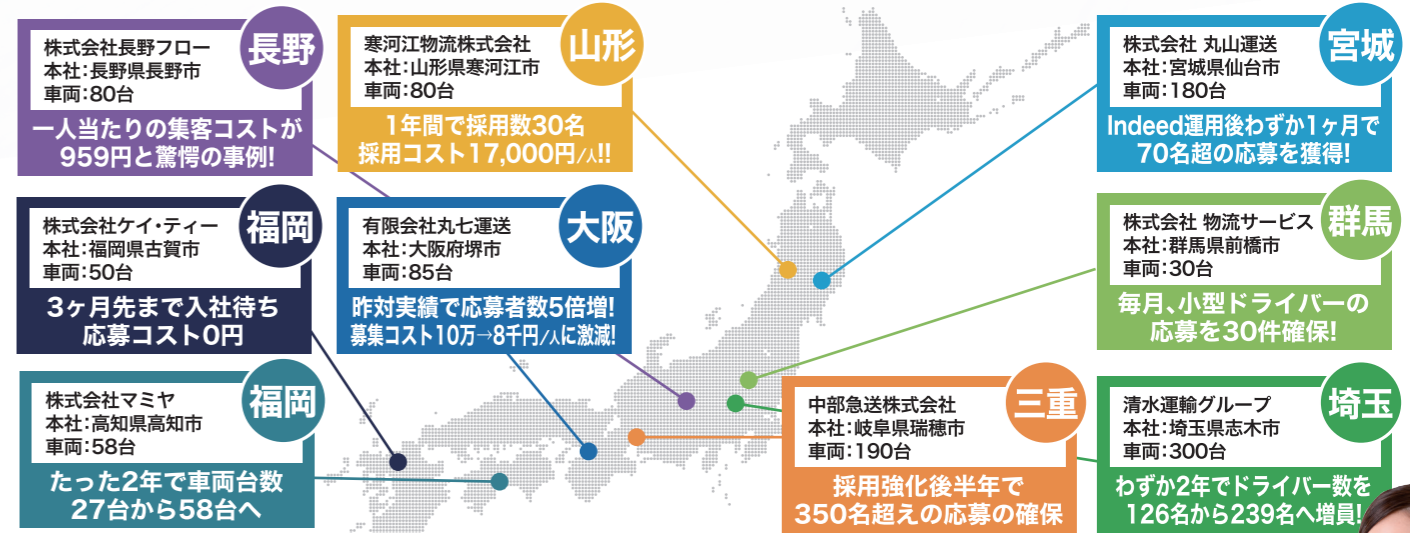 長野
株式会社長野フロー
本社:長野県長野市
車両:80台
一人当たりの集客コストが
959円と驚愕の事例!
山形
寒河江物流株式会社
本社:山形県寒河江市
車両:80台
1年間で採用数30名
採用コスト17,000円/人!!
宮城
株式会社 丸山運送
本社:宮城県仙台市
車両:180台
Indeed運用後わずか1ヶ月で
70名超の応募を獲得!
福岡
株式会社ケイ・ティー
本社:福岡県古賀市
車両:50台
3ヶ月先まで入社待ち
応募コスト0円
大阪
有限会社丸七運送
本社:大阪府堺市
車両:85台
昨対実績で応募者数5倍増!
募集コスト10万→8千円/人に激減!
群馬
株式会社 物流サービス
本社:群馬県前橋市
車両:30台
毎月、小型ドライバーの
応募を30件確保!
福岡
株式会社マミヤ
本社:高知県高知市
車両:58台
たった2年で車両台数
27台から58台へ
三重
中部急送株式会社
本社:岐阜県瑞穂市
車両:190台
採用強化後半年で
350名超えの応募の確保
埼玉
清水運輸グループ
本社:埼玉県志木市
車両:300台
わずか2年でドライバー数を
126名から239名へ増員!